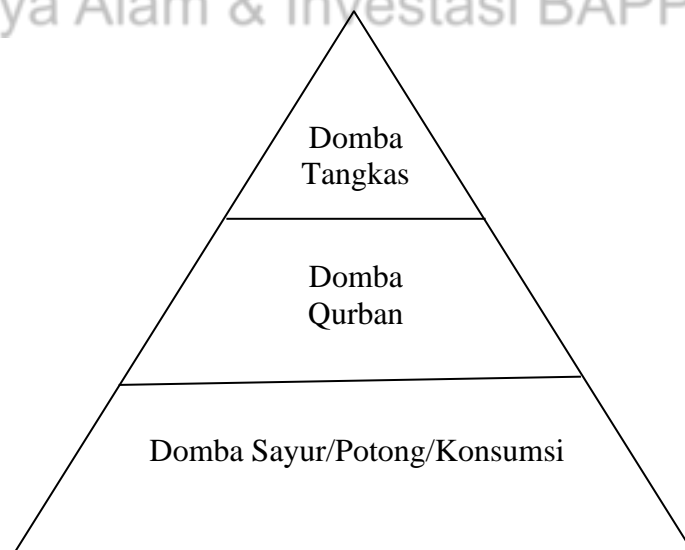 ya Alam & Investasi BAPP
Domba
Tangkas
Domba
Qurban
Domba Sayur/Potong/Konsumsi